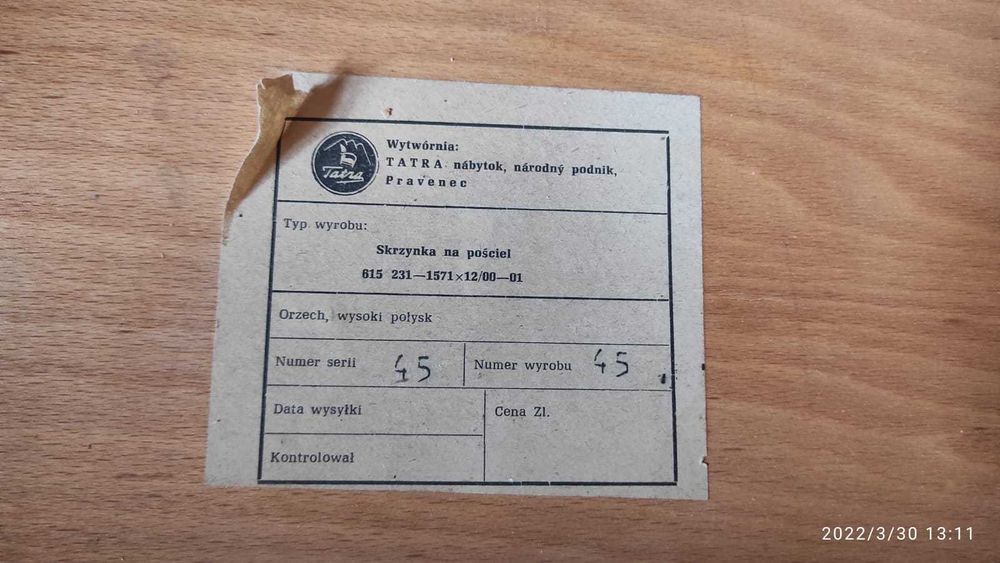 Tatra
Wytwórnia:
TATRA nábytok, národný podnik,
Pravenec
Typ wyrobu:
Skrzynka na pościel
615 231—1571×12/00—01
Orzech, wysoki połysk
Numer serii 45
Numer wyrobu 45
Data wysyłki
Cena Zl.
Kontrolował
2022/3/30 13:11